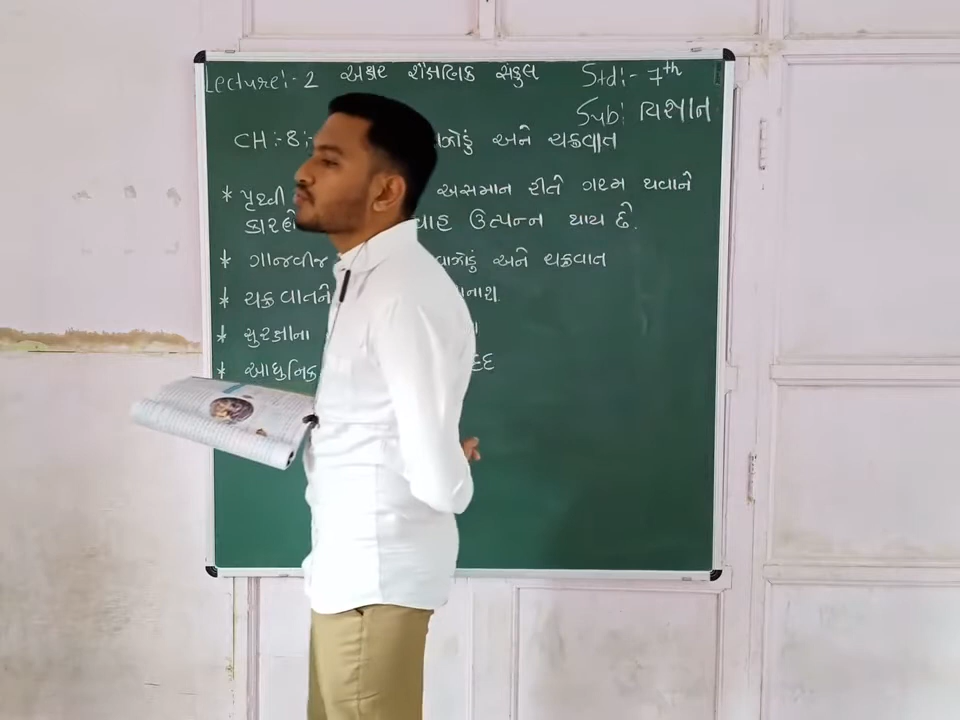 Lecture:- 2 અક્ષર શૈક્ષણિક સંકુલ Std:- 7th
Sub: વિજ્ઞાન
CH:-8:- અને ચક્રવાત
* પૃથ્વી અસમાન રીતે ગરમ થવાને
ઉત્પન્ન થાય છે.
* ગાજવીજ વાઝોડું અને ચક્રવાત
* ચક્રવાતને
* સુરક્ષાના
* આધુનિક